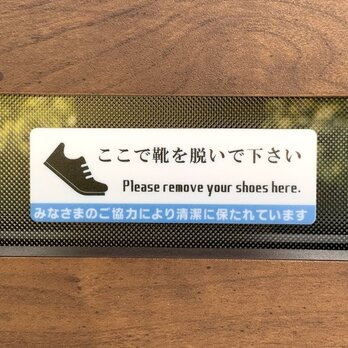 ここで靴を脱いで下さい
Please remove your shoes here.
みなさまのご協力により清潔に保たれています